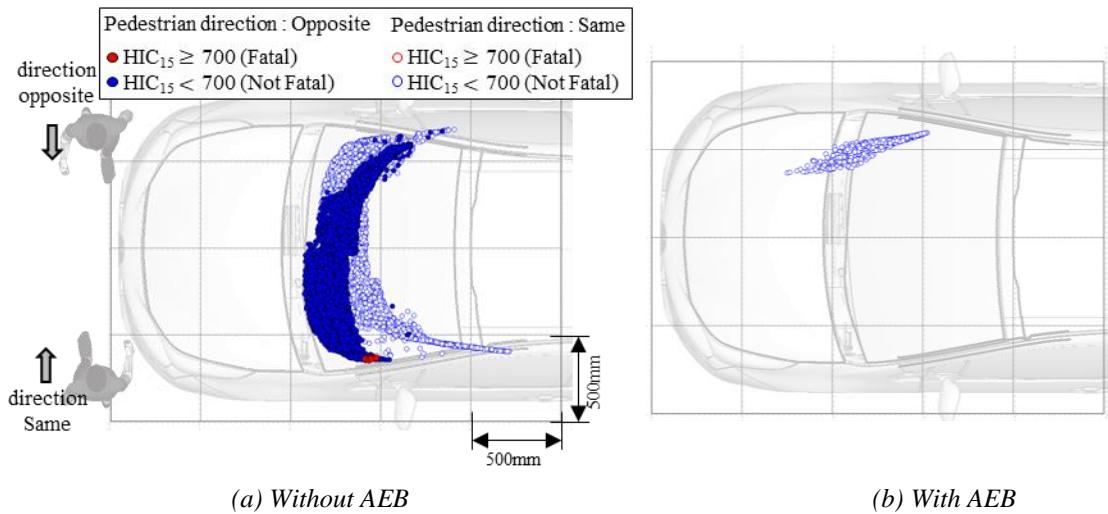 Pedestrian direction : Opposite
HIC15 ≥ 700 (Fatal)
HIC15 < 700 (Not Fatal)
Pedestrian direction : Same
HIC15 ≥ 700 (Fatal)
HIC15 < 700 (Not Fatal)
direction
opposite
direction
Same
500mm
500mm
(a) Without AEB
(b) With AEB